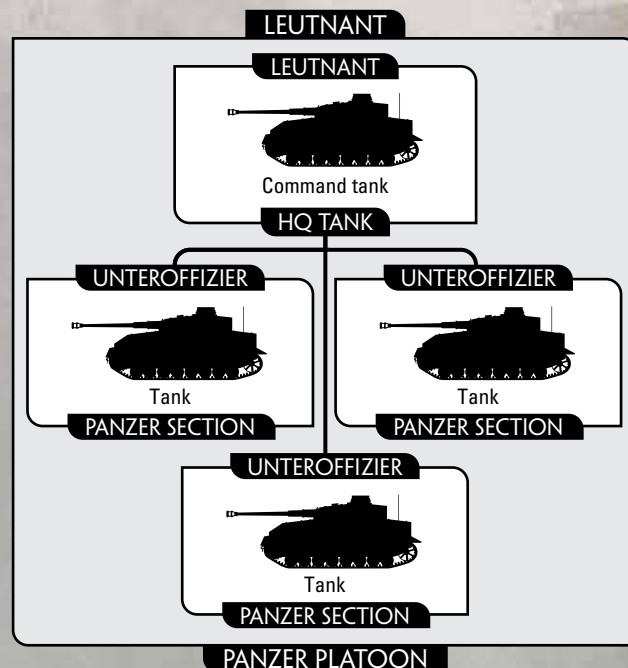 LEUTNANT
LEUTNANT
Command tank
HQ TANK
UNTEROFFIZIER
Tank
PANZER SECTION
UNTEROFFIZIER
Tank
PANZER SECTION
UNTEROFFIZIER
Tank
PANZER SECTION
PANZER PLATOON